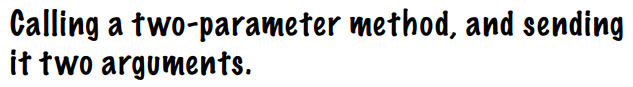 Calling a two-parameter method, and sending
it two arguments.